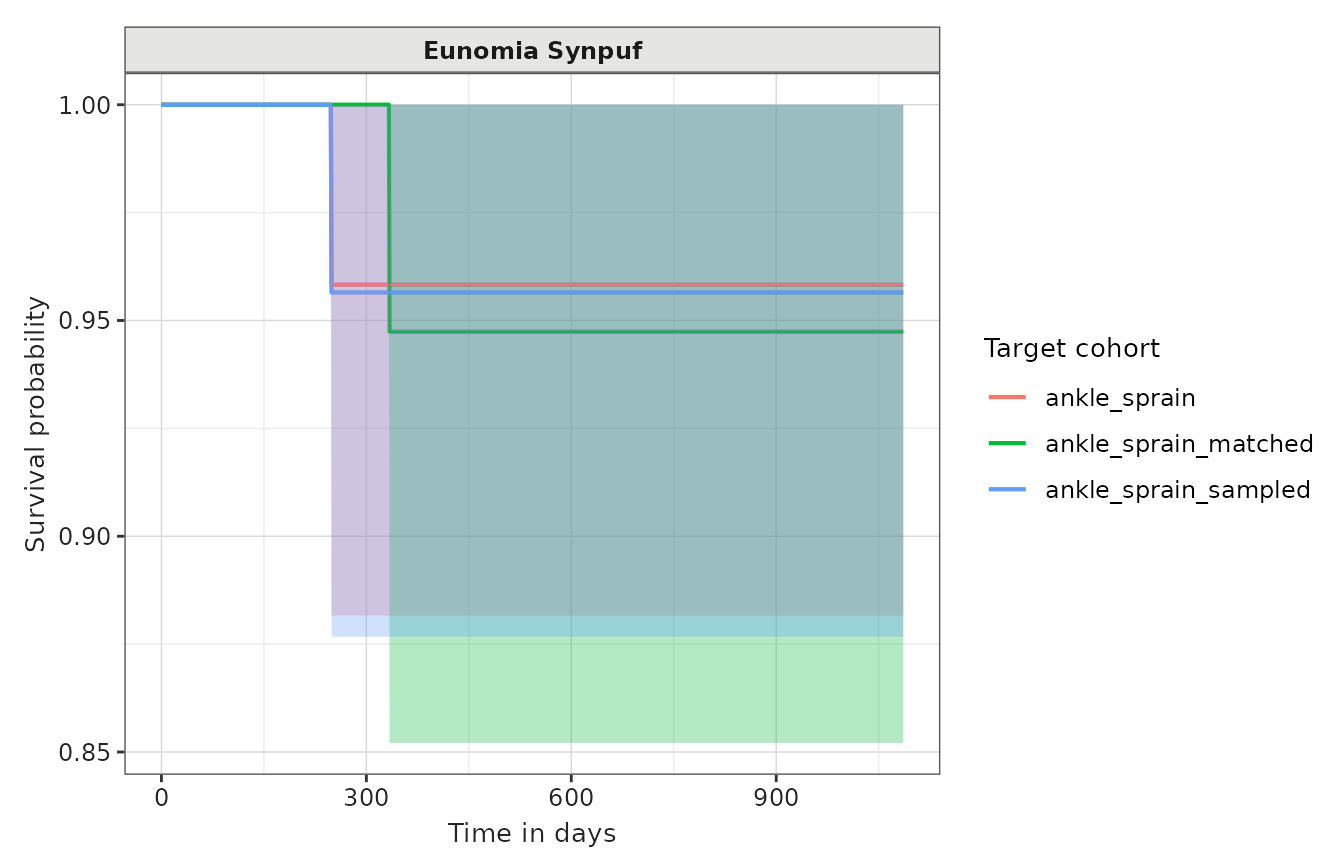 Eunomia Synpuf
1.00
0.95
0.90
0.85
Survival probability
0
300
600
900
Time in days
Target cohort
ankle_sprain
ankle_sprain_matched
ankle_sprain_sampled